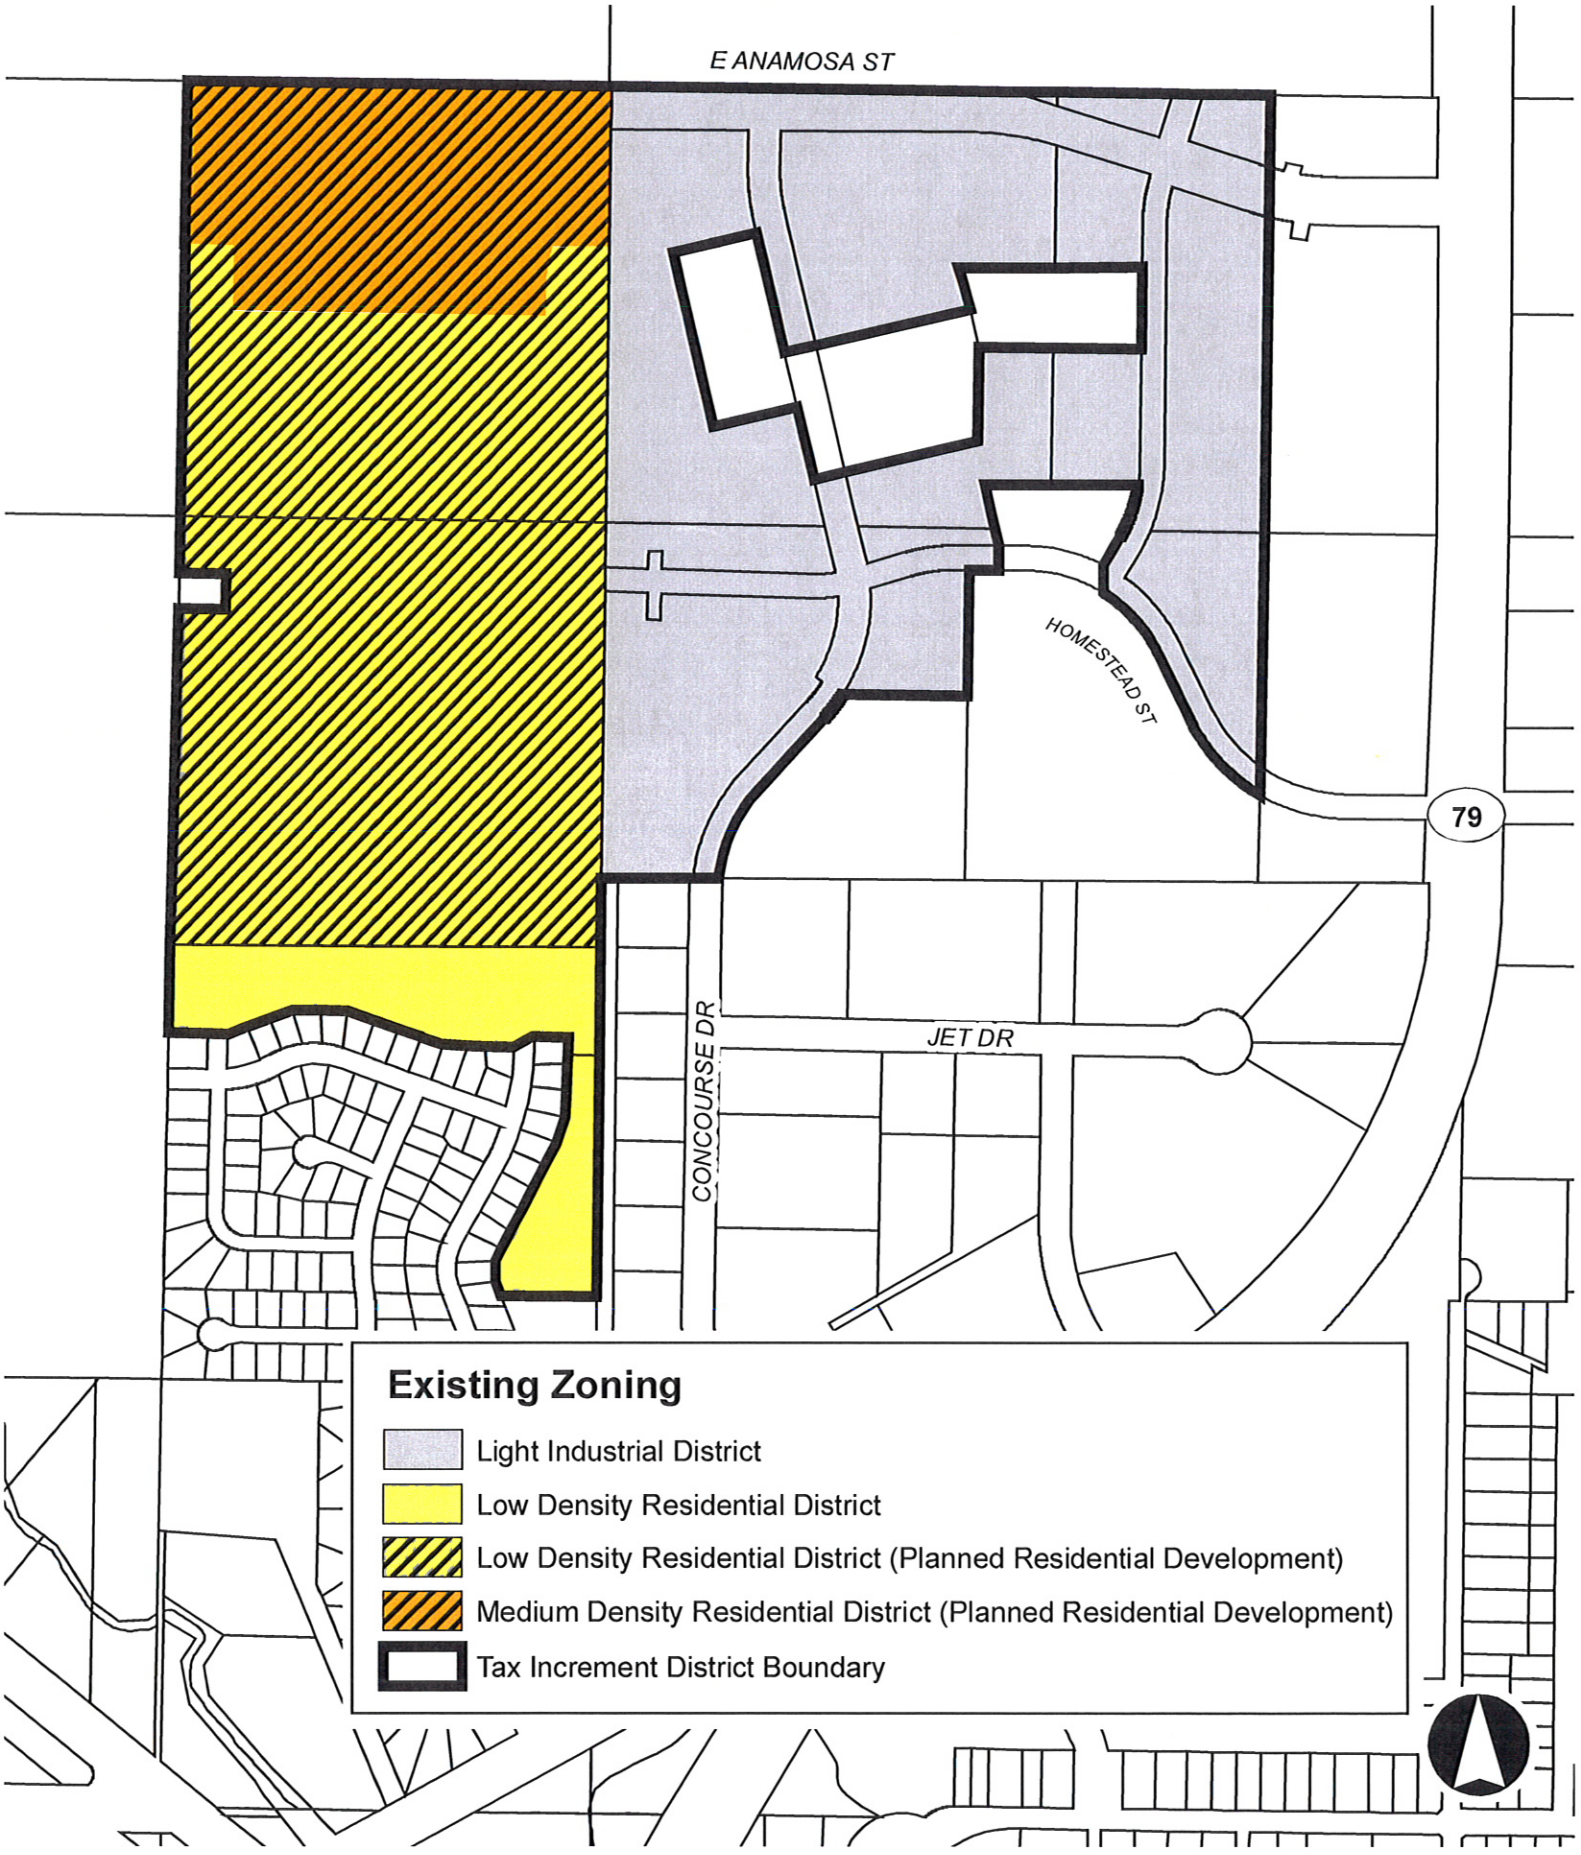 E ANAMOSA ST
HOMESTEAD ST
79
CONCOURSE DR
JET DR
Existing Zoning
Light Industrial District
Low Density Residential District
Low Density Residential District (Planned Residential Development)
Medium Density Residential District (Planned Residential Development)
Tax Increment District Boundary